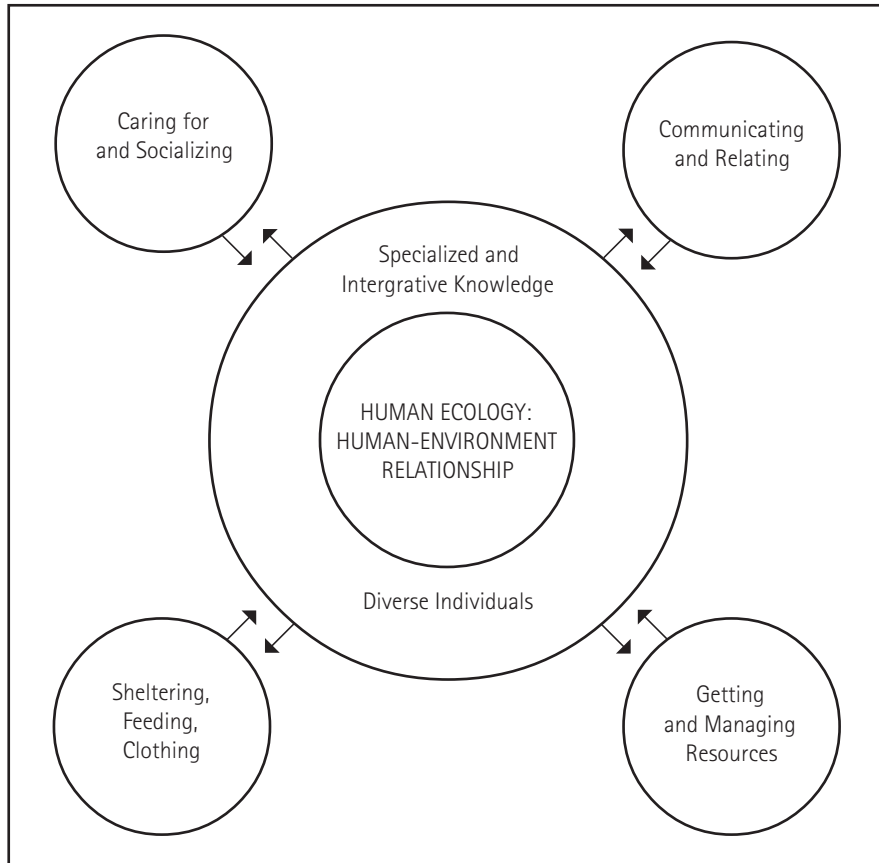 Caring for
and Socializing
Communicating
and Relating
Specialized and
Intergrative Knowledge
HUMAN ECOLOGY:
HUMAN-ENVIRONMENT
RELATIONSHIP
Diverse Individuals
Sheltering,
Feeding,
Clothing
Getting
and Managing
Resources